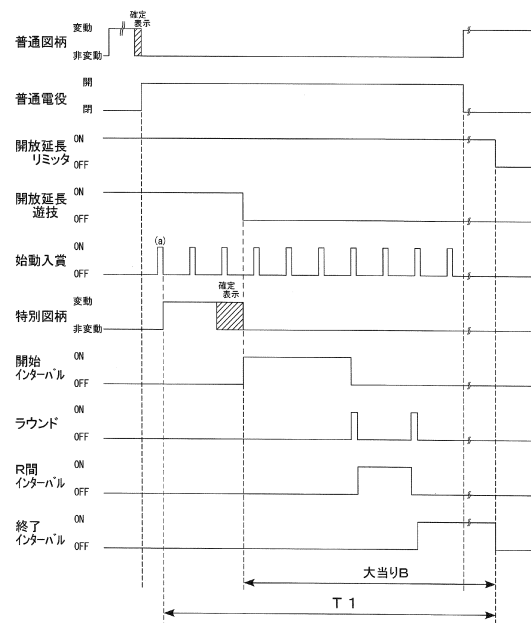 確定
表示
普通図柄
変動
非変動
普通電役
開
閉
開放延長
リミッタ
ON
OFF
開放延長
遊技
ON
OFF
始動入賞
ON
OFF
(a)
確定
表示
特別図柄
変動
非変動
開始
インターバル
ON
OFF
ラウンド
ON
OFF
R間
インターバル
ON
OFF
終了
インターバル
ON
OFF
大当りB
T1